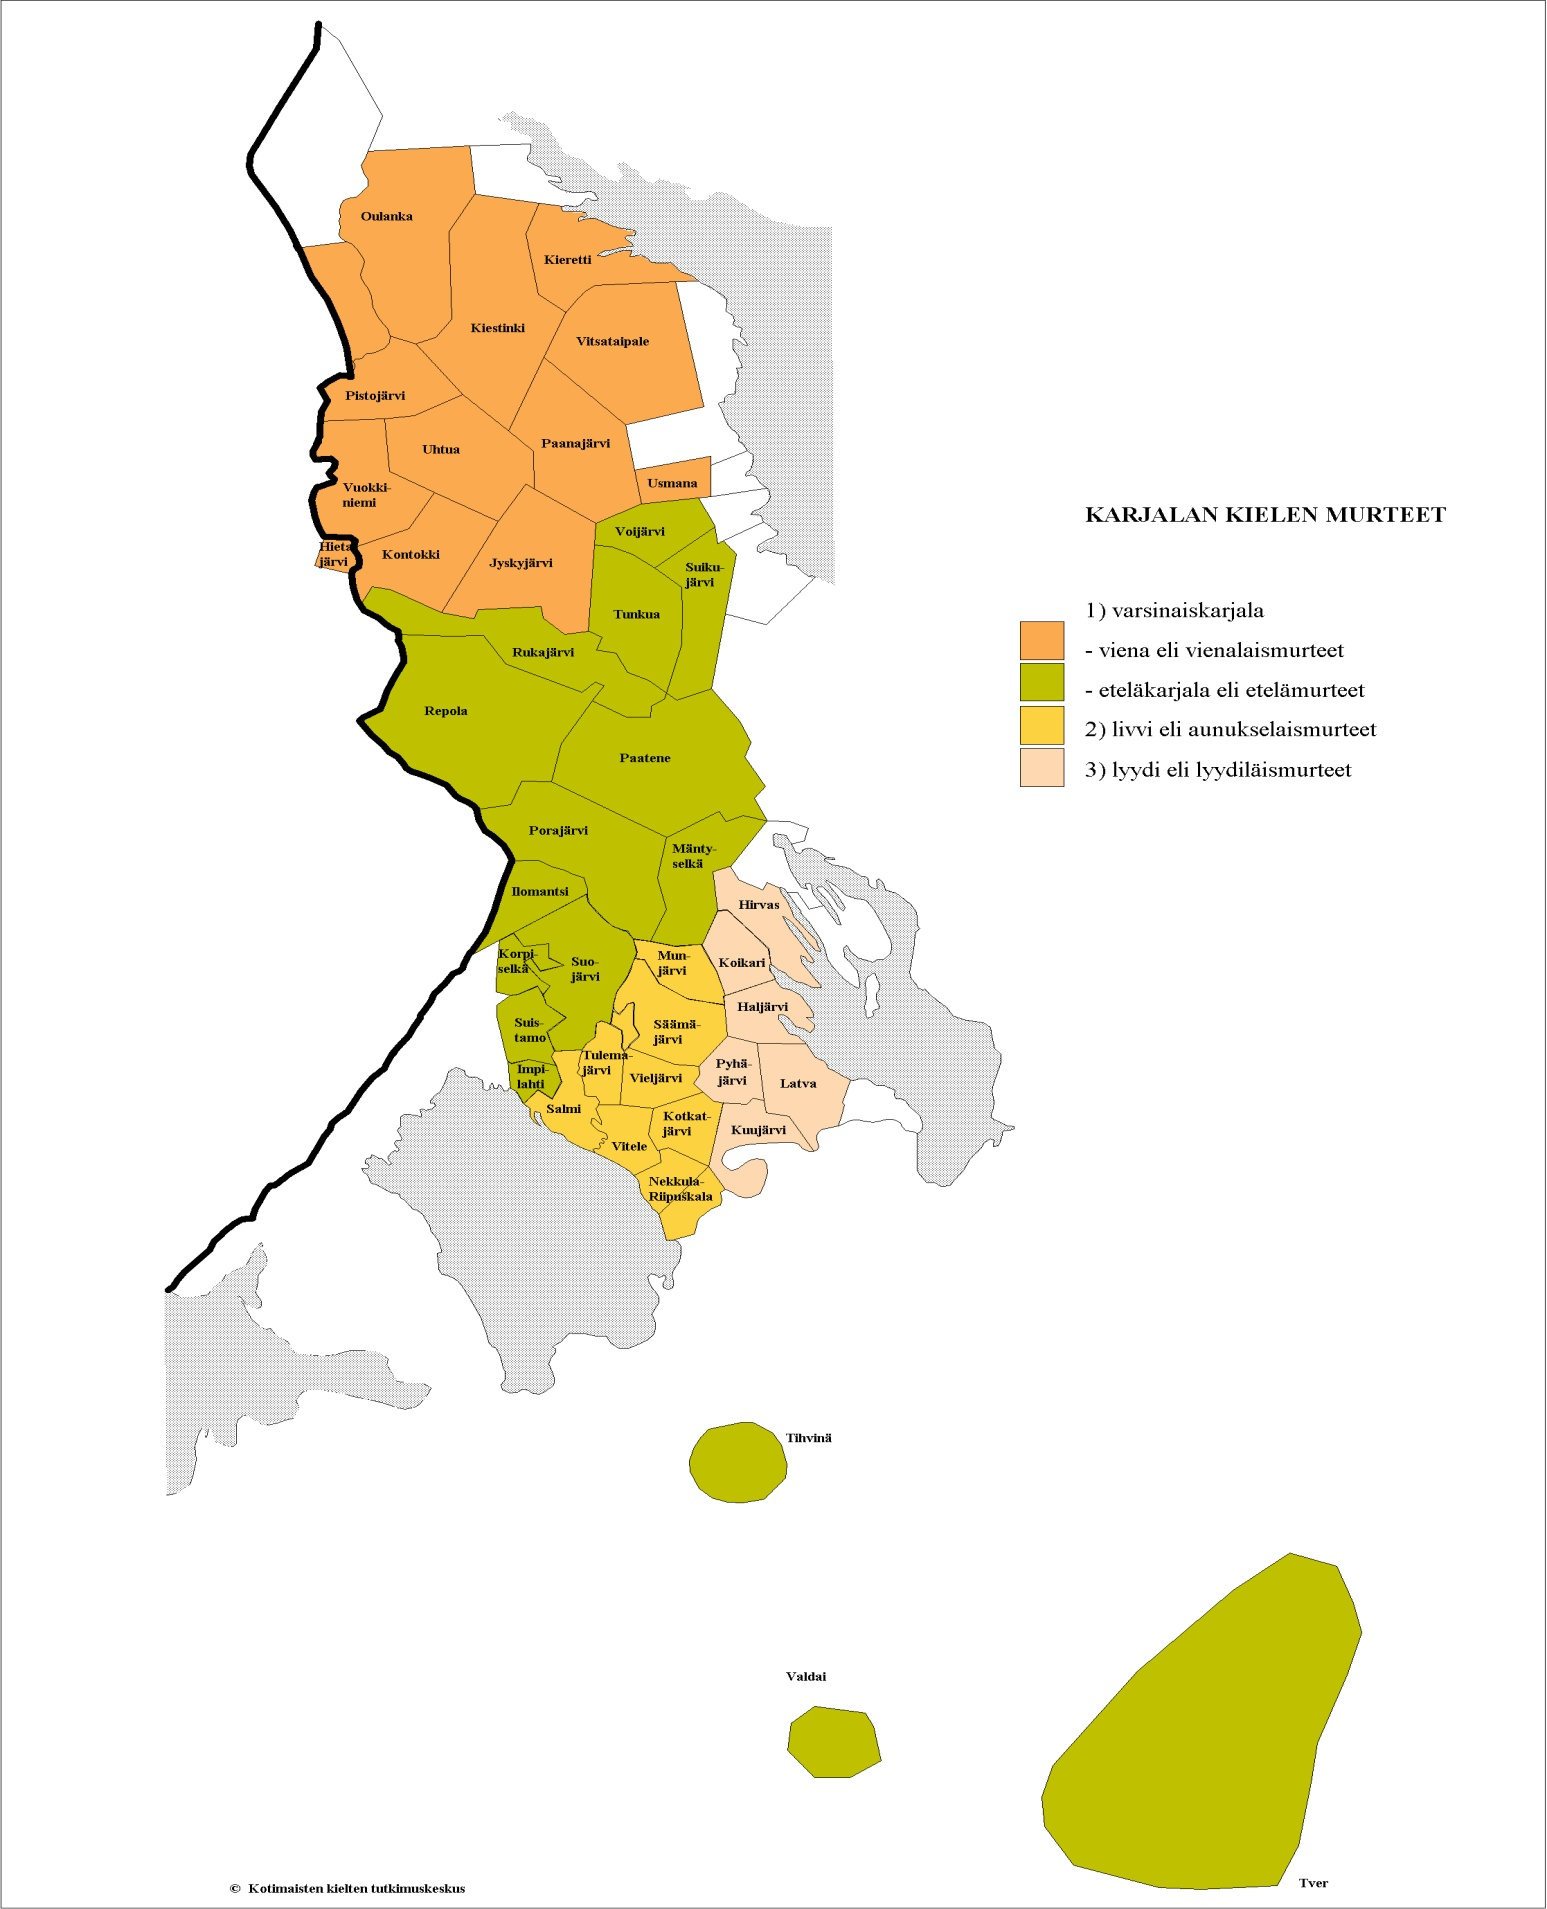 Oulanka
Kieretti
Kiestinki
Vitsataipale
Pistojärvi
Uhtua
Paanajärvi
Usmana
Vuokki-
niemi
KARJALAN KIELEN MURTEET
Voijärvi
Hieta
järvi
Kontokki
Jyskyjärvi
Suiku-
järvi
Tunkua
1) varsinaiskarjala
- viena eli vienalaismurteet
- eteläkarjala eli etelämurteet
2) livvi eli aunukselaismurteet
3) lyydi eli lyydiläismurteet
Rukajärvi
Repola
Paatene
Porajärvi
Mänty-
selkä
Ilomantsi
Hirvas
Korpi-
selkä
Suo-
järvi
Mun-
järvi
Koikari
Suis-
tamo
Säämä-
järvi
Haljärvi
Impi-
lahti
Tulema-
järvi
Vieljärvi
Pyhä-
järvi
Latva
Salmi
Kotkat-
järvi
Kuujärvi
Vitele
Nekkula-
Riipuskala
Tihvinä
Valdai
Tver
© Kotimaisten kielten tutkimuskeskus